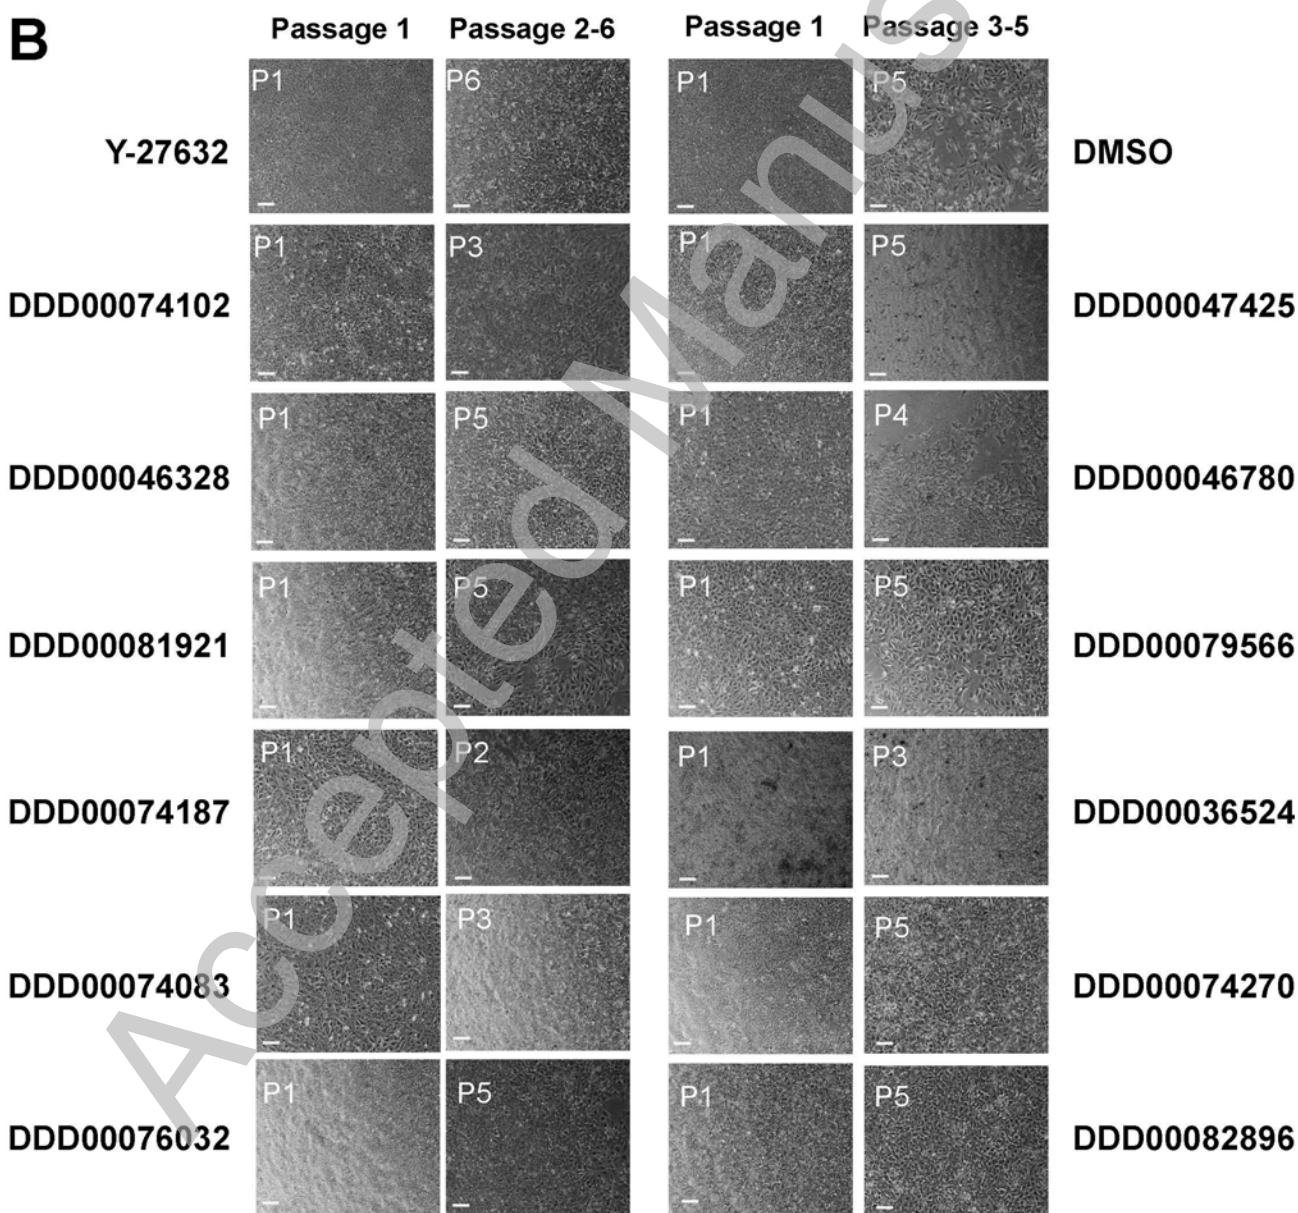 B
Passage 1 Passage 2-6 Passage 1 Passage 3-5
Y-27632 P1 P6 P1 P5 DMSO
DDD00074102 P1 P3 P1 P5 DDD00047425
DDD00046328 P1 P5 P1 P4 DDD00046780
DDD00081921 P1 P5 P1 P5 DDD00079566
DDD00074187 P1 P2 P1 P3 DDD00036524
DDD00074083 P1 P3 P1 P5 DDD00074270
DDD00076032 P1 P5 P1 P5 DDD00082896
Accepted Manus